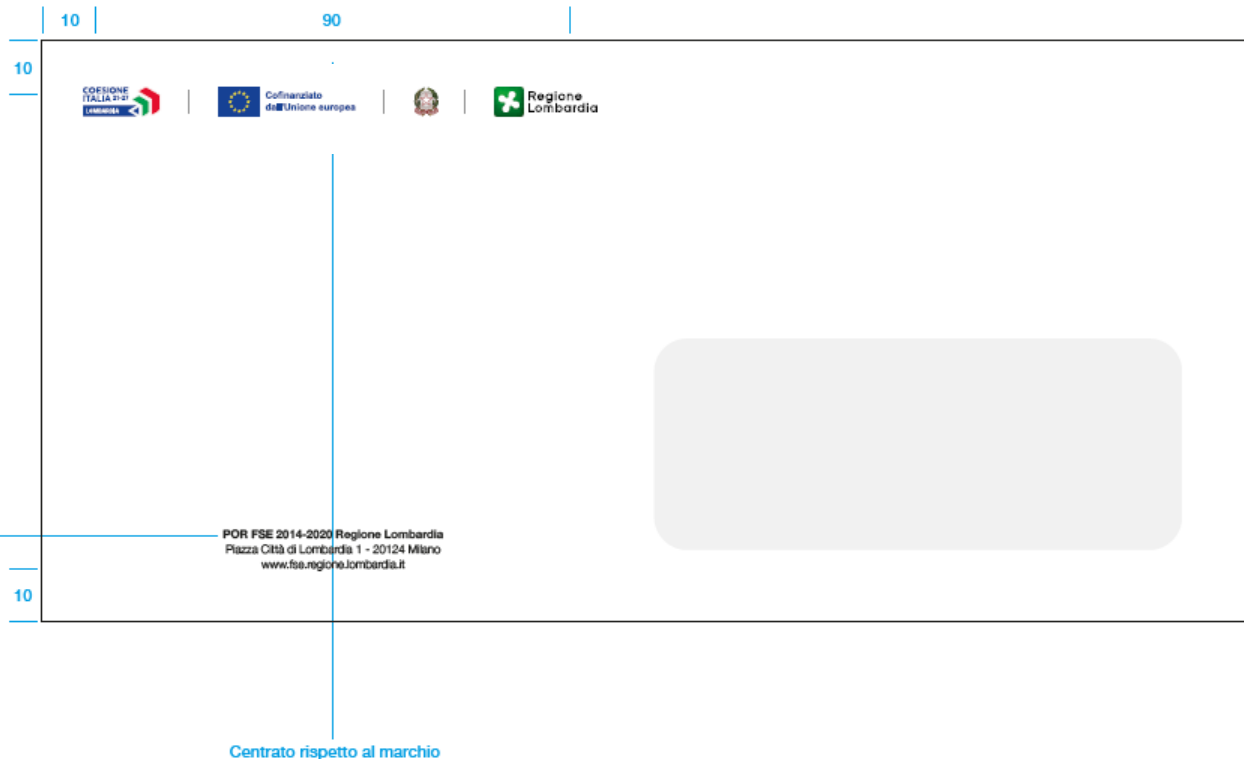 10 90
10
COESIONE
ITALIA 21-27
LOMBARDIA
Cofinanziato
dall'Unione europea
Regione
Lombardia
POR FSE 2014-2020 Regione Lombardia
Piazza Città di Lombardia 1 - 20124 Milano
www.fse.regione.lombardia.it
10
Centrato rispetto al marchio